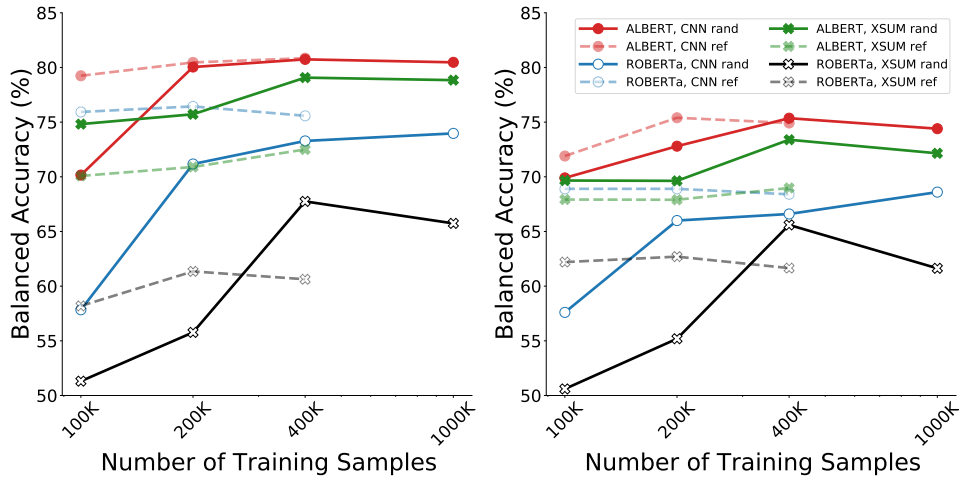 85
80
75
70
65
60
55
50
Balanced Accuracy (%)
100K
200K
400K
1000K
Number of Training Samples
85
80
75
70
65
60
55
50
Balanced Accuracy (%)
ALBERT, CNN rand
ALBERT, CNN ref
ROBERTa, CNN rand
ROBERTa, CNN ref
ALBERT, XSUM rand
ALBERT, XSUM ref
ROBERTa, XSUM rand
ROBERTa, XSUM ref
100K
200K
400K
1000K
Number of Training Samples